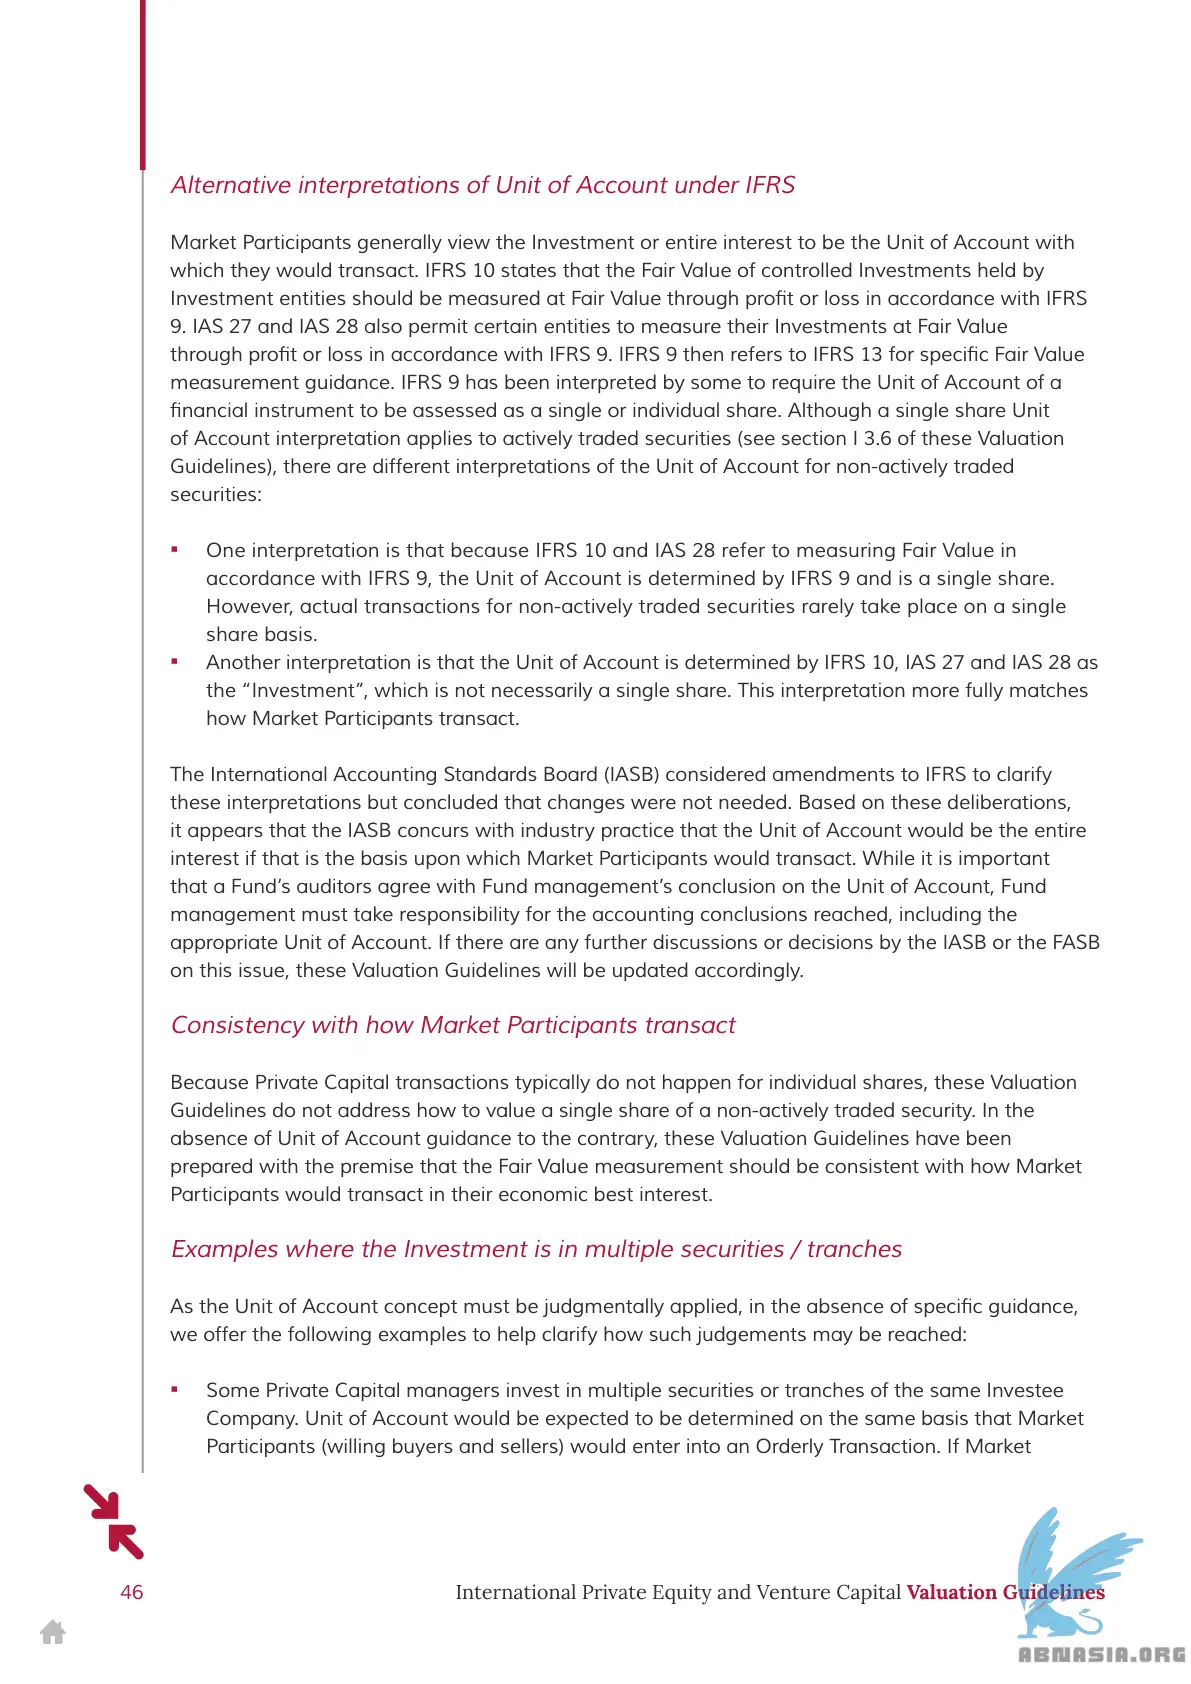 Alternative interpretations of Unit of Account under IFRS
Market Participants generally view the Investment or entire interest to be the Unit of Account with
which they would transact. IFRS 10 states that the Fair Value of controlled Investments held by
Investment entities should be measured at Fair Value through profit or loss in accordance with IFRS
9. IAS 27 and IAS 28 also permit certain entities to measure their Investments at Fair Value
through profit or loss in accordance with IFRS 9. IFRS 9 then refers to IFRS 13 for specific Fair Value
measurement guidance. IFRS 9 has been interpreted by some to require the Unit of Account of a
financial instrument to be assessed as a single or individual share. Although a single share Unit
of Account interpretation applies to actively traded securities (see section I 3.6 of these Valuation
Guidelines), there are different interpretations of the Unit of Account for non-actively traded
securities:
▪ One interpretation is that because IFRS 10 and IAS 28 refer to measuring Fair Value in
accordance with IFRS 9, the Unit of Account is determined by IFRS 9 and is a single share.
However, actual transactions for non-actively traded securities rarely take place on a single
share basis.
▪ Another interpretation is that the Unit of Account is determined by IFRS 10, IAS 27 and IAS 28 as
the “Investment”, which is not necessarily a single share. This interpretation more fully matches
how Market Participants transact.
The International Accounting Standards Board (IASB) considered amendments to IFRS to clarify
these interpretations but concluded that changes were not needed. Based on these deliberations,
it appears that the IASB concurs with industry practice that the Unit of Account would be the entire
interest if that is the basis upon which Market Participants would transact. While it is important
that a Fund’s auditors agree with Fund management’s conclusion on the Unit of Account, Fund
management must take responsibility for the accounting conclusions reached, including the
appropriate Unit of Account. If there are any further discussions or decisions by the IASB or the FASB
on this issue, these Valuation Guidelines will be updated accordingly.
Consistency with how Market Participants transact
Because Private Capital transactions typically do not happen for individual shares, these Valuation
Guidelines do not address how to value a single share of a non-actively traded security. In the
absence of Unit of Account guidance to the contrary, these Valuation Guidelines have been
prepared with the premise that the Fair Value measurement should be consistent with how Market
Participants would transact in their economic best interest.
Examples where the Investment is in multiple securities / tranches
As the Unit of Account concept must be judgmentally applied, in the absence of specific guidance,
we offer the following examples to help clarify how such judgements may be reached:
▪ Some Private Capital managers invest in multiple securities or tranches of the same Investee
Company. Unit of Account would be expected to be determined on the same basis that Market
Participants (willing buyers and sellers) would enter into an Orderly Transaction. If Market
46
International Private Equity and Venture Capital Valuation Guidelines
ABNASIA.ORG